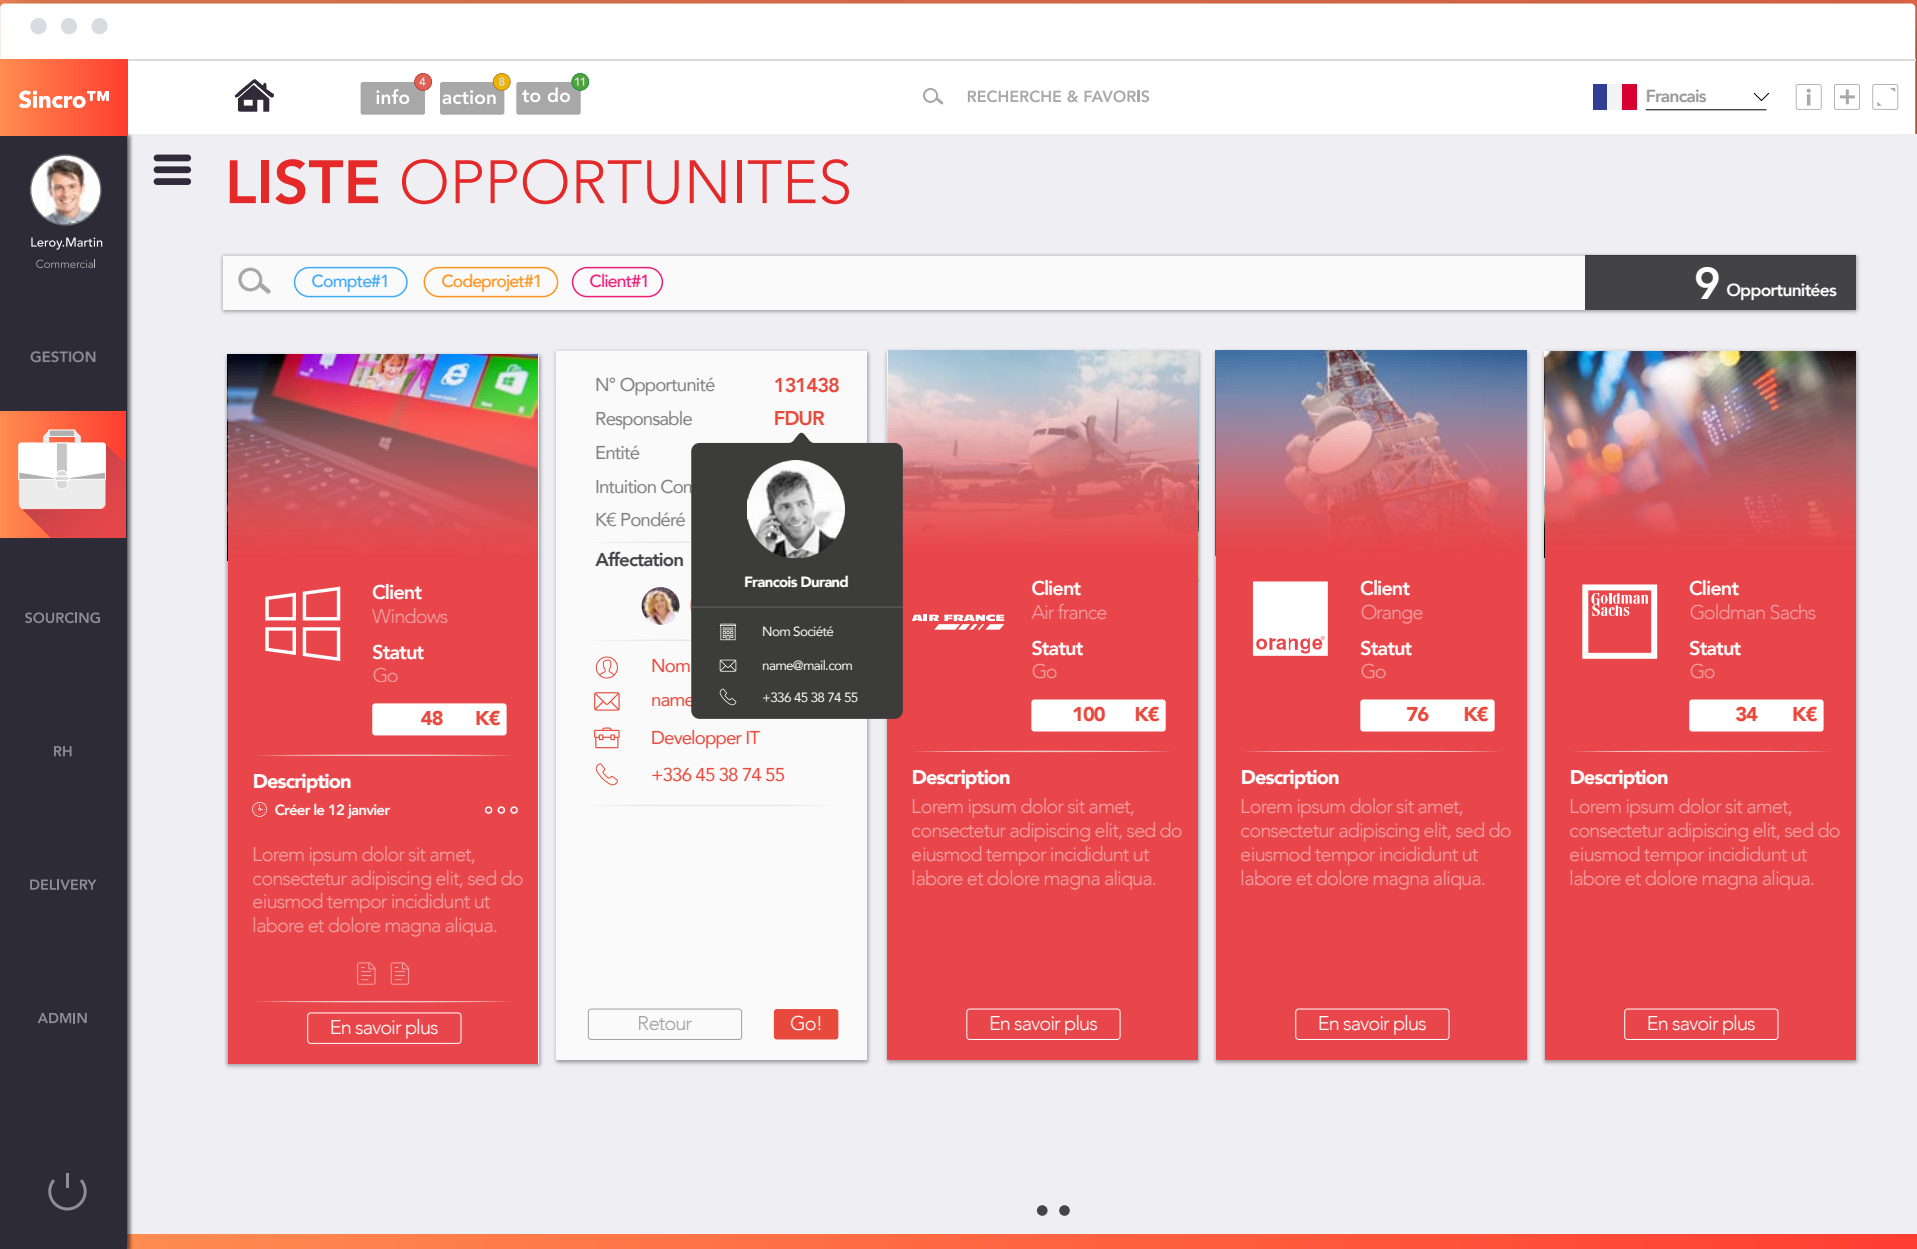 Sincro™
info 4
action 8
to do 11
RECHERCHE & FAVORIS
Francais
Leroy.Martin
Commercial
GESTION
SOURCING
RH
DELIVERY
ADMIN
LISTE OPPORTUNITES
Compte#1
Codeprojet#1
Client#1
9 Opportunitées
Client
Windows
Statut
Go
48 K€
Description
Créer le 12 janvier
Lorem ipsum dolor sit amet,
consectetur adipiscing elit, sed do
eiusmod tempor incididunt ut
labore et dolore magna aliqua.
En savoir plus
N° Opportunité 131438
Responsable FDUR
Entité
Intuition Con
K€ Pondéré
Affectation
Nom
name
Developper IT
+336 45 38 74 55
Retour
Go!
Francois Durand
Nom Société
name@mail.com
+336 45 38 74 55
AIR FRANCE
Client
Air france
Statut
Go
100 K€
Description
Lorem ipsum dolor sit amet,
consectetur adipiscing elit, sed do
eiusmod tempor incididunt ut
labore et dolore magna aliqua.
En savoir plus
orange
Client
Orange
Statut
Go
76 K€
Description
Lorem ipsum dolor sit amet,
consectetur adipiscing elit, sed do
eiusmod tempor incididunt ut
labore et dolore magna aliqua.
En savoir plus
Goldman
Sachs
Client
Goldman Sachs
Statut
Go
34 K€
Description
Lorem ipsum dolor sit amet,
consectetur adipiscing elit, sed do
eiusmod tempor incididunt ut
labore et dolore magna aliqua.
En savoir plus